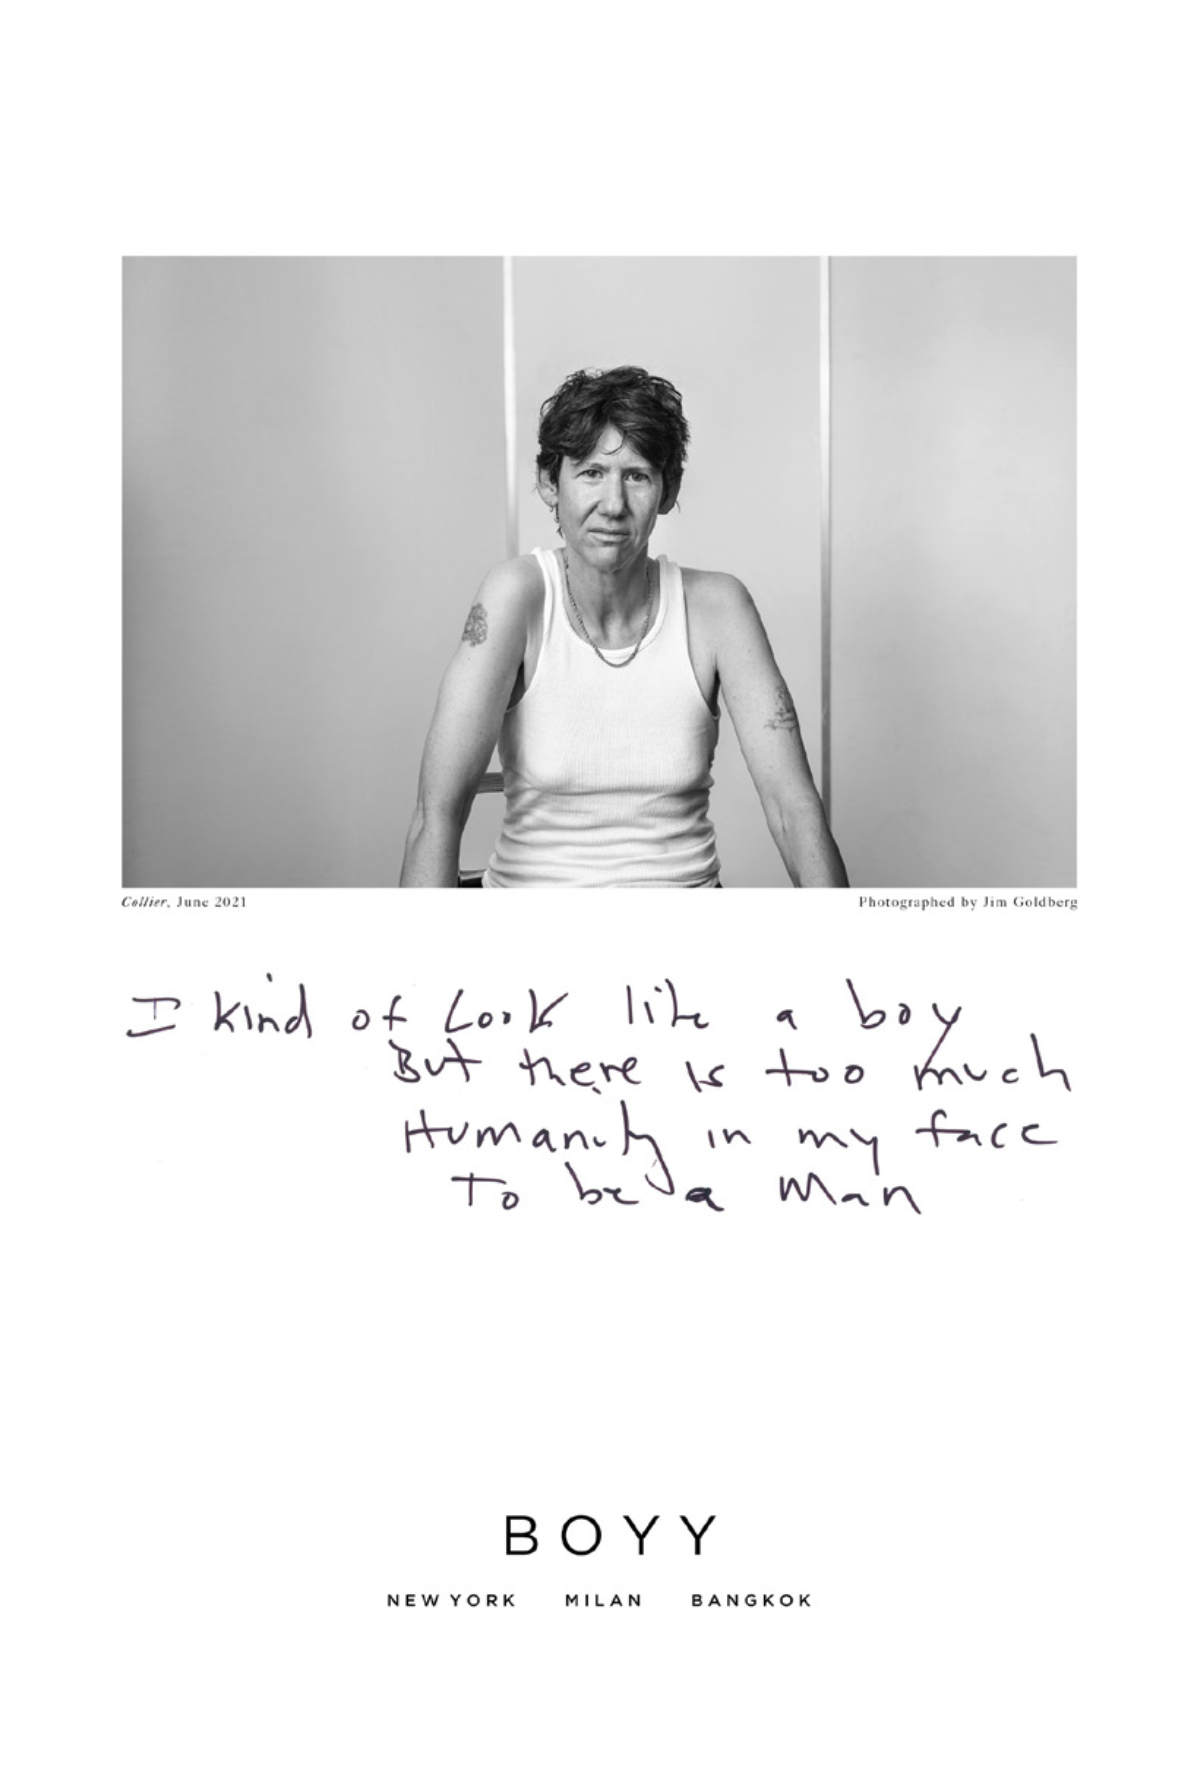 Collier, June 2021
Photographed by Jim Goldberg
I kind of Look like a boy
But there is too much
Humanity in my face
To be a Man
BOYY
NEW YORK MILAN BANGKOK